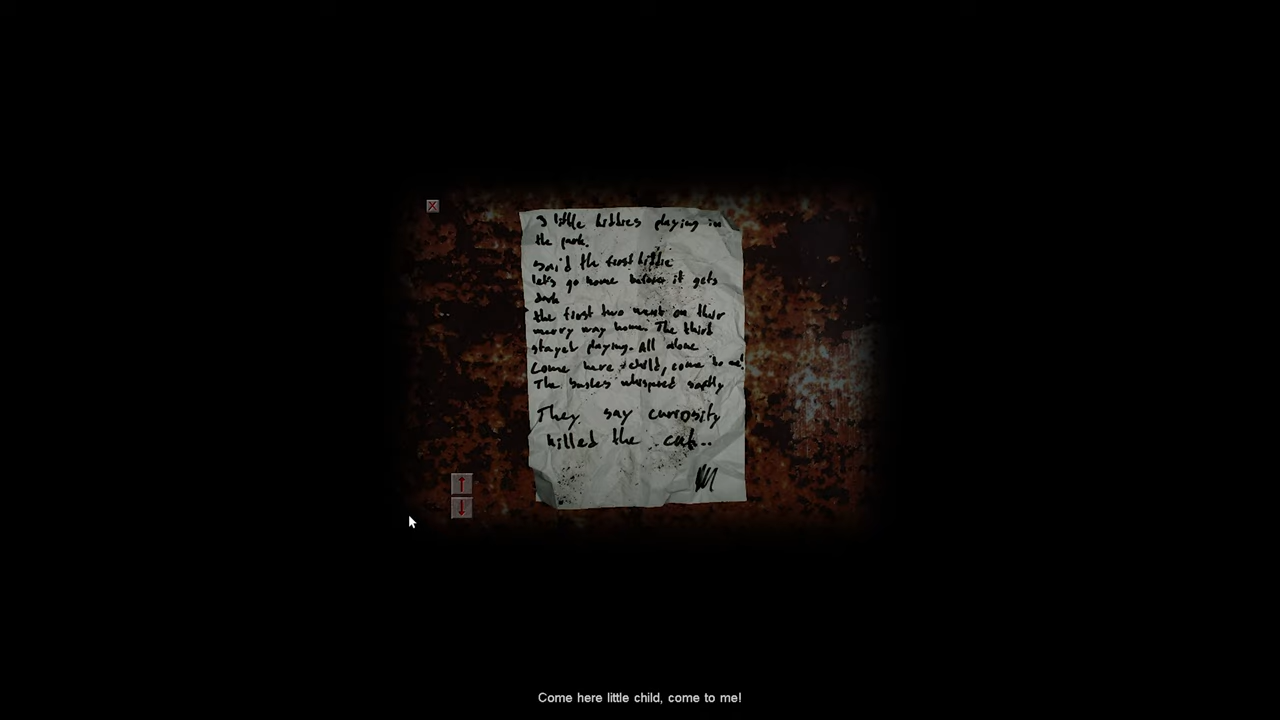 3 little kiddies playing in
the park.
said the first kiddie
let's go home before it gets
dark
the first two went on their
merry way home. The third
stayed playing. All alone
Come here child, come to me!
The bushes whispered softly
They say curiosity
killed the cat..
Come here little child, come to me!